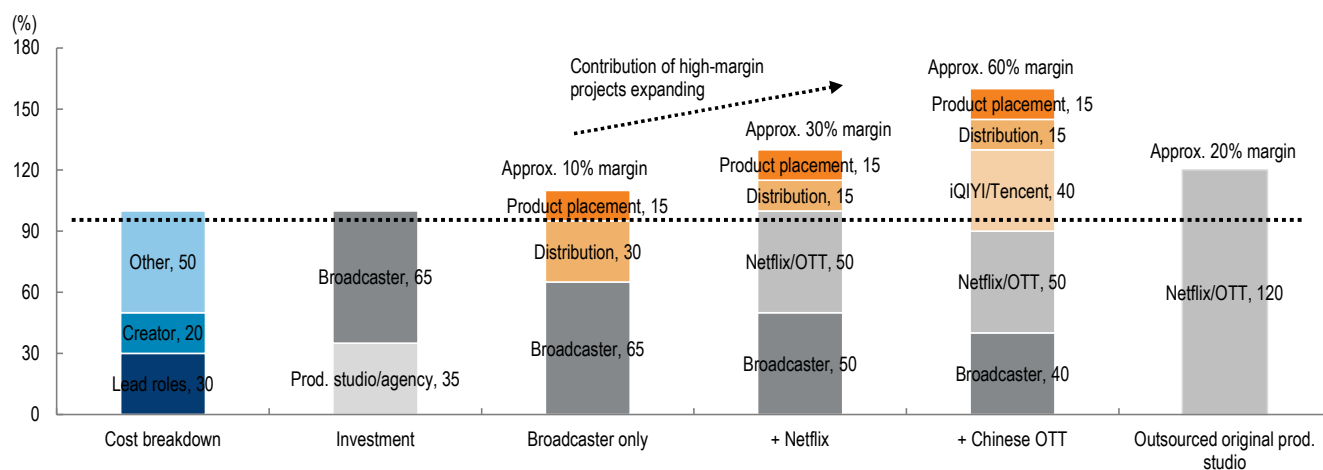 (%)
180
150
120
90
60
30
0
Contribution of high-margin
projects expanding
Other, 50
Creator, 20
Lead roles, 30
Cost breakdown
Broadcaster, 65
Prod. studio/agency, 35
Investment
Approx. 10% margin
Product placement, 15
Distribution, 30
Broadcaster, 65
Broadcaster only
Approx. 30% margin
Product placement, 15
Distribution, 15
Netflix/OTT, 50
Broadcaster, 50
+ Netflix
Approx. 60% margin
Product placement, 15
Distribution, 15
iQIYI/Tencent, 40
Netflix/OTT, 50
Broadcaster, 40
+ Chinese OTT
Approx. 20% margin
Netflix/OTT, 120
Outsourced original prod.
studio